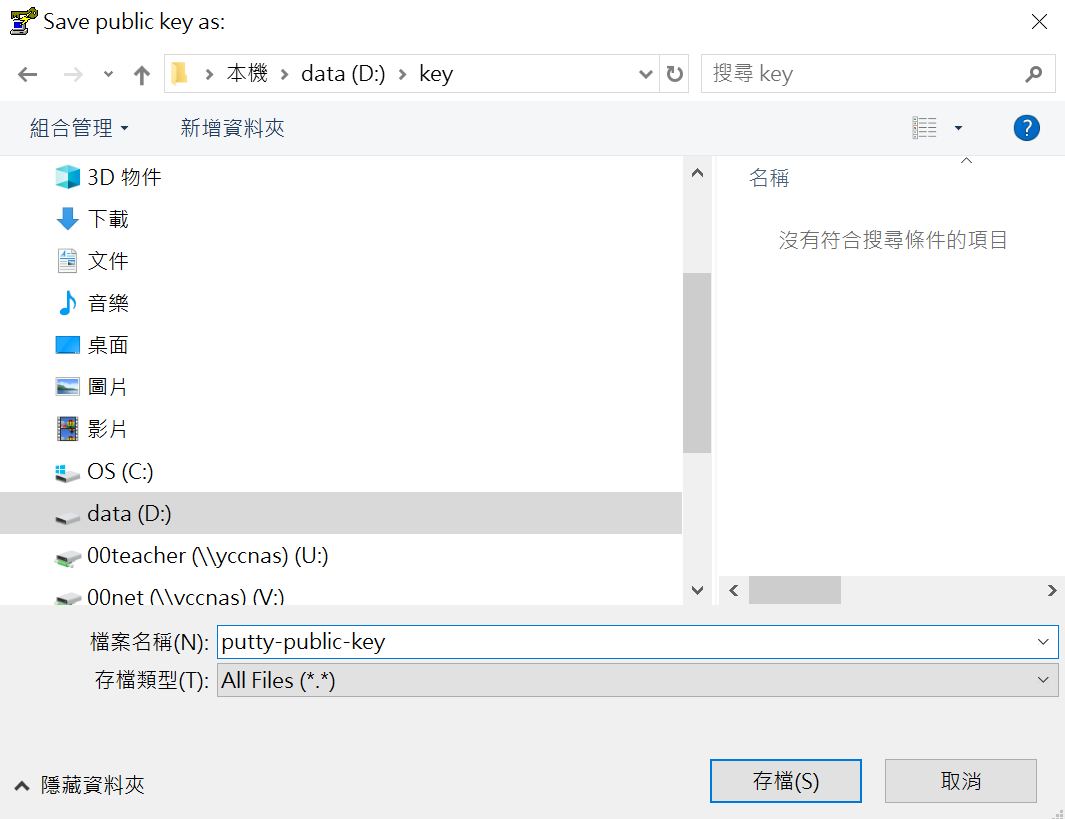 Save public key as:
本機 data (D:) key
搜尋 key
組合管理 新增資料夾
?
3D 物件
下載
文件
音樂
桌面
圖片
影片
OS (C:)
data (D:)
00teacher (\\yccnas) (U:)
00net (\\yccnas) (V:)
名稱
沒有符合搜尋條件的項目
檔案名稱(N): putty-public-key
存檔類型(T): All Files (*.*)
隱藏資料夾
存檔(S) 取消